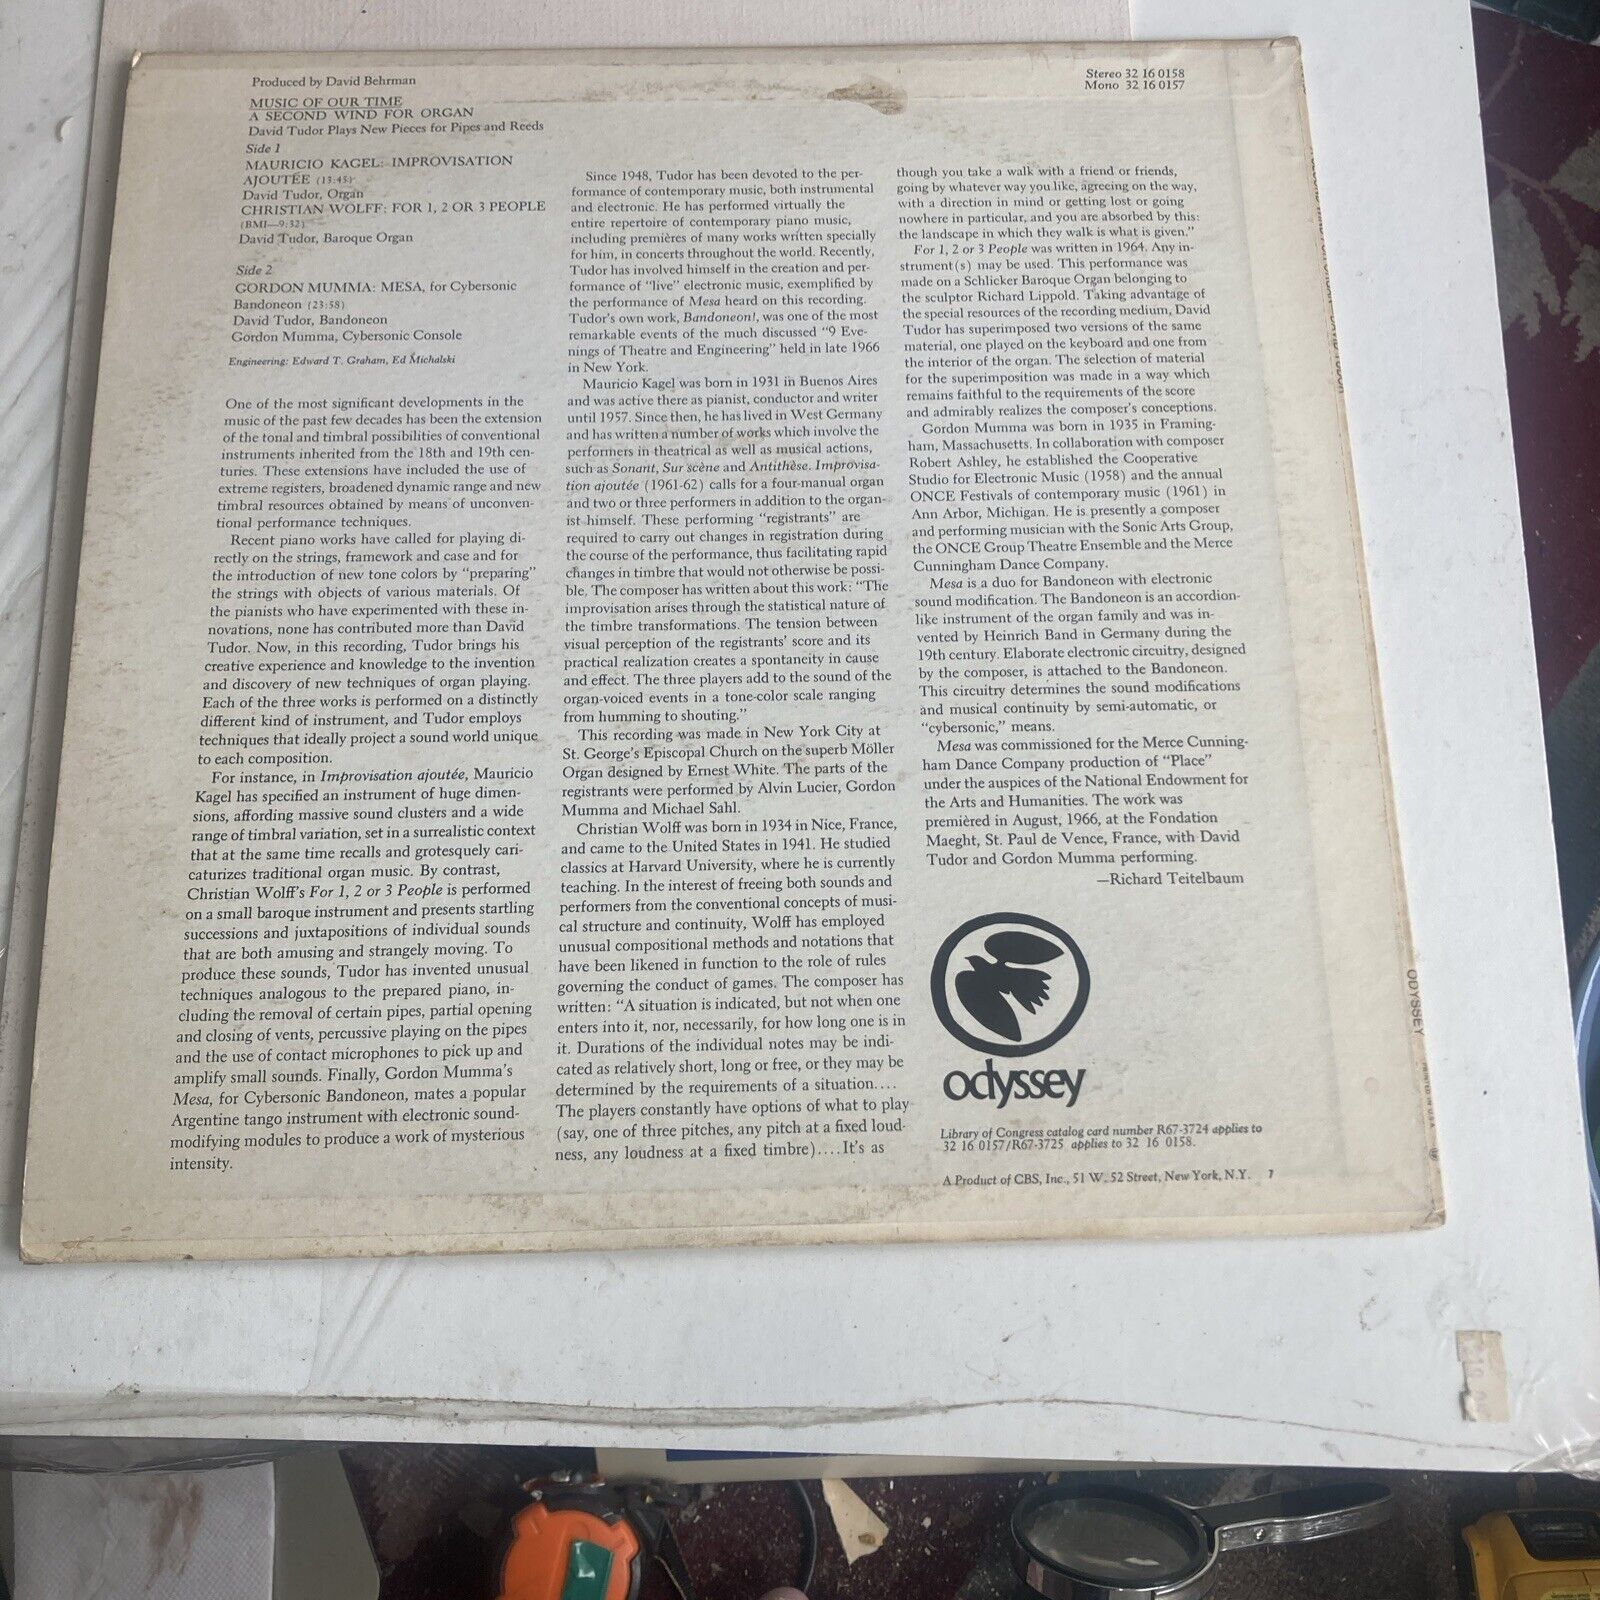 Produced by David Behrman
MUSIC OF OUR TIME
A SECOND WIND FOR ORGAN
David Tudor Plays New Pieces for Pipes and Reeds
Side 1
MAURICIO KAGEL: IMPROVISATION
AJOUTÉE (13:45)
David Tudor, Organ
CHRISTIAN WOLFF: FOR 1, 2 OR 3 PEOPLE
(BMI—9:32)
David Tudor, Baroque Organ
Side 2
GORDON MUMMA: MESA, for Cybersonic
Bandoneon (23:58)
David Tudor, Bandoneon
Gordon Mumma, Cybersonic Console
Engineering: Edward T. Graham, Ed Michalski
One of the most significant developments in the
music of the past few decades has been the extension
of the tonal and timbral possibilities of conventional
instruments inherited from the 18th and 19th cen-
turies. These extensions have included the use of
extreme registers, broadened dynamic range and new
timbral resources obtained by means of unconven-
tional performance techniques.
Recent piano works have called for playing di-
rectly on the strings, framework and case and for
the introduction of new tone colors by "preparing"
the strings with objects of various materials. Of
the pianists who have experimented with these in-
novations, none has contributed more than David
Tudor. Now, in this recording, Tudor brings his
creative experience and knowledge to the invention
and discovery of new techniques of organ playing.
Each of the three works is performed on a distinctly
different kind of instrument, and Tudor employs
techniques that ideally project a sound world unique
to each composition.
For instance, in Improvisation ajoutée, Mauricio
Kagel has specified an instrument of huge dimen-
sions, affording massive sound clusters and a wide
range of timbral variation, set in a surrealistic context
that at the same time recalls and grotesquely cari-
caturizes traditional organ music. By contrast,
Christian Wolff's For 1, 2 or 3 People is performed
on a small baroque instrument and presents startling
successions and juxtapositions of individual sounds
that are both amusing and strangely moving. To
produce these sounds, Tudor has invented unusual
techniques analogous to the prepared piano, in-
cluding the removal of certain pipes, partial opening
and closing of vents, percussive playing on the pipes
and the use of contact microphones to pick up and
amplify small sounds. Finally, Gordon Mumma's
Mesa, for Cybersonic Bandoneon, mates a popular
Argentine tango instrument with electronic sound-
modifying modules to produce a work of mysterious
intensity.
Since 1948, Tudor has been devoted to the per-
formance of contemporary music, both instrumental
and electronic. He has performed virtually the
entire repertoire of contemporary piano music,
including premières of many works written specially
for him, in concerts throughout the world. Recently,
Tudor has involved himself in the creation and per-
formance of "live" electronic music, exemplified by
the performance of Mesa heard on this recording.
Tudor's own work, Bandoneon!, was one of the most
remarkable events of the much discussed "9 Eve-
nings of Theatre and Engineering" held in late 1966
in New York.
Mauricio Kagel was born in 1931 in Buenos Aires
and was active there as pianist, conductor and writer
until 1957. Since then, he has lived in West Germany
and has written a number of works which involve the
performers in theatrical as well as musical actions,
such as Sonant, Sur scène and Antithèse. Improvisa-
tion ajoutée (1961-62) calls for a four-manual organ
and two or three performers in addition to the organ-
ist himself. These performing "registrants" are
required to carry out changes in registration during
the course of the performance, thus facilitating rapid
changes in timbre that would not otherwise be possi-
ble. The composer has written about this work: "The
improvisation arises through the statistical nature of
the timbre transformations. The tension between
visual perception of the registrants' score and its
practical realization creates a spontaneity in cause
and effect. The three players add to the sound of the
organ-voiced events in a tone-color scale ranging
from humming to shouting."
This recording was made in New York City at
St. George's Episcopal Church on the superb Möller
Organ designed by Ernest White. The parts of the
registrants were performed by Alvin Lucier, Gordon
Mumma and Michael Sahl.
Christian Wolff was born in 1934 in Nice, France,
and came to the United States in 1941. He studied
classics at Harvard University, where he is currently
teaching. In the interest of freeing both sounds and
performers from the conventional concepts of musi-
cal structure and continuity, Wolff has employed
unusual compositional methods and notations that
have been likened in function to the role of rules
governing the conduct of games. The composer has
written: "A situation is indicated, but not when one
enters into it, nor, necessarily, for how long one is in
it. Durations of the individual notes may be indi-
cated as relatively short, long or free, or they may be
determined by the requirements of a situation....
The players constantly have options of what to play
(say, one of three pitches, any pitch at a fixed loud-
ness, any loudness at a fixed timbre)....It's as
Stereo 32 16 0158
Mono 32 16 0157
though you take a walk with a friend or friends,
going by whatever way you like, agreeing on the way,
with a direction in mind or getting lost or going
nowhere in particular, and you are absorbed by this:
the landscape in which they walk is what is given."
For 1, 2 or 3 People was written in 1964. Any in-
strument(s) may be used. This performance was
made on a Schlicker Baroque Organ belonging to
the sculptor Richard Lippold. Taking advantage of
the special resources of the recording medium, David
Tudor has superimposed two versions of the same
material, one played on the keyboard and one from
the interior of the organ. The selection of material
for the superimposition was made in a way which
remains faithful to the requirements of the score
and admirably realizes the composer's conceptions.
Gordon Mumma was born in 1935 in Framing-
ham, Massachusetts. In collaboration with composer
Robert Ashley, he established the Cooperative
Studio for Electronic Music (1958) and the annual
ONCE Festivals of contemporary music (1961) in
Ann Arbor, Michigan. He is presently a composer
and performing musician with the Sonic Arts Group,
the ONCE Group Theatre Ensemble and the Merce
Cunningham Dance Company.
Mesa is a duo for Bandoneon with electronic
sound modification. The Bandoneon is an accordion-
like instrument of the organ family and was in-
vented by Heinrich Band in Germany during the
19th century. Elaborate electronic circuitry, designed
by the composer, is attached to the Bandoneon.
This circuitry determines the sound modifications
and musical continuity by semi-automatic, or
"cybersonic," means.
Mesa was commissioned for the Merce Cunning-
ham Dance Company production of "Place"
under the auspices of the National Endowment for
the Arts and Humanities. The work was
premièred in August, 1966, at the Fondation
Maeght, St. Paul de Vence, France, with David
Tudor and Gordon Mumma performing.
—Richard Teitelbaum
odyssey
Library of Congress catalog card number R67-3724 applies to
32 16 0157/R67-3725 applies to 32 16 0158.
A Product of CBS, Inc., 51 W. 52 Street, New York, N.Y. 7
ODYSSEY